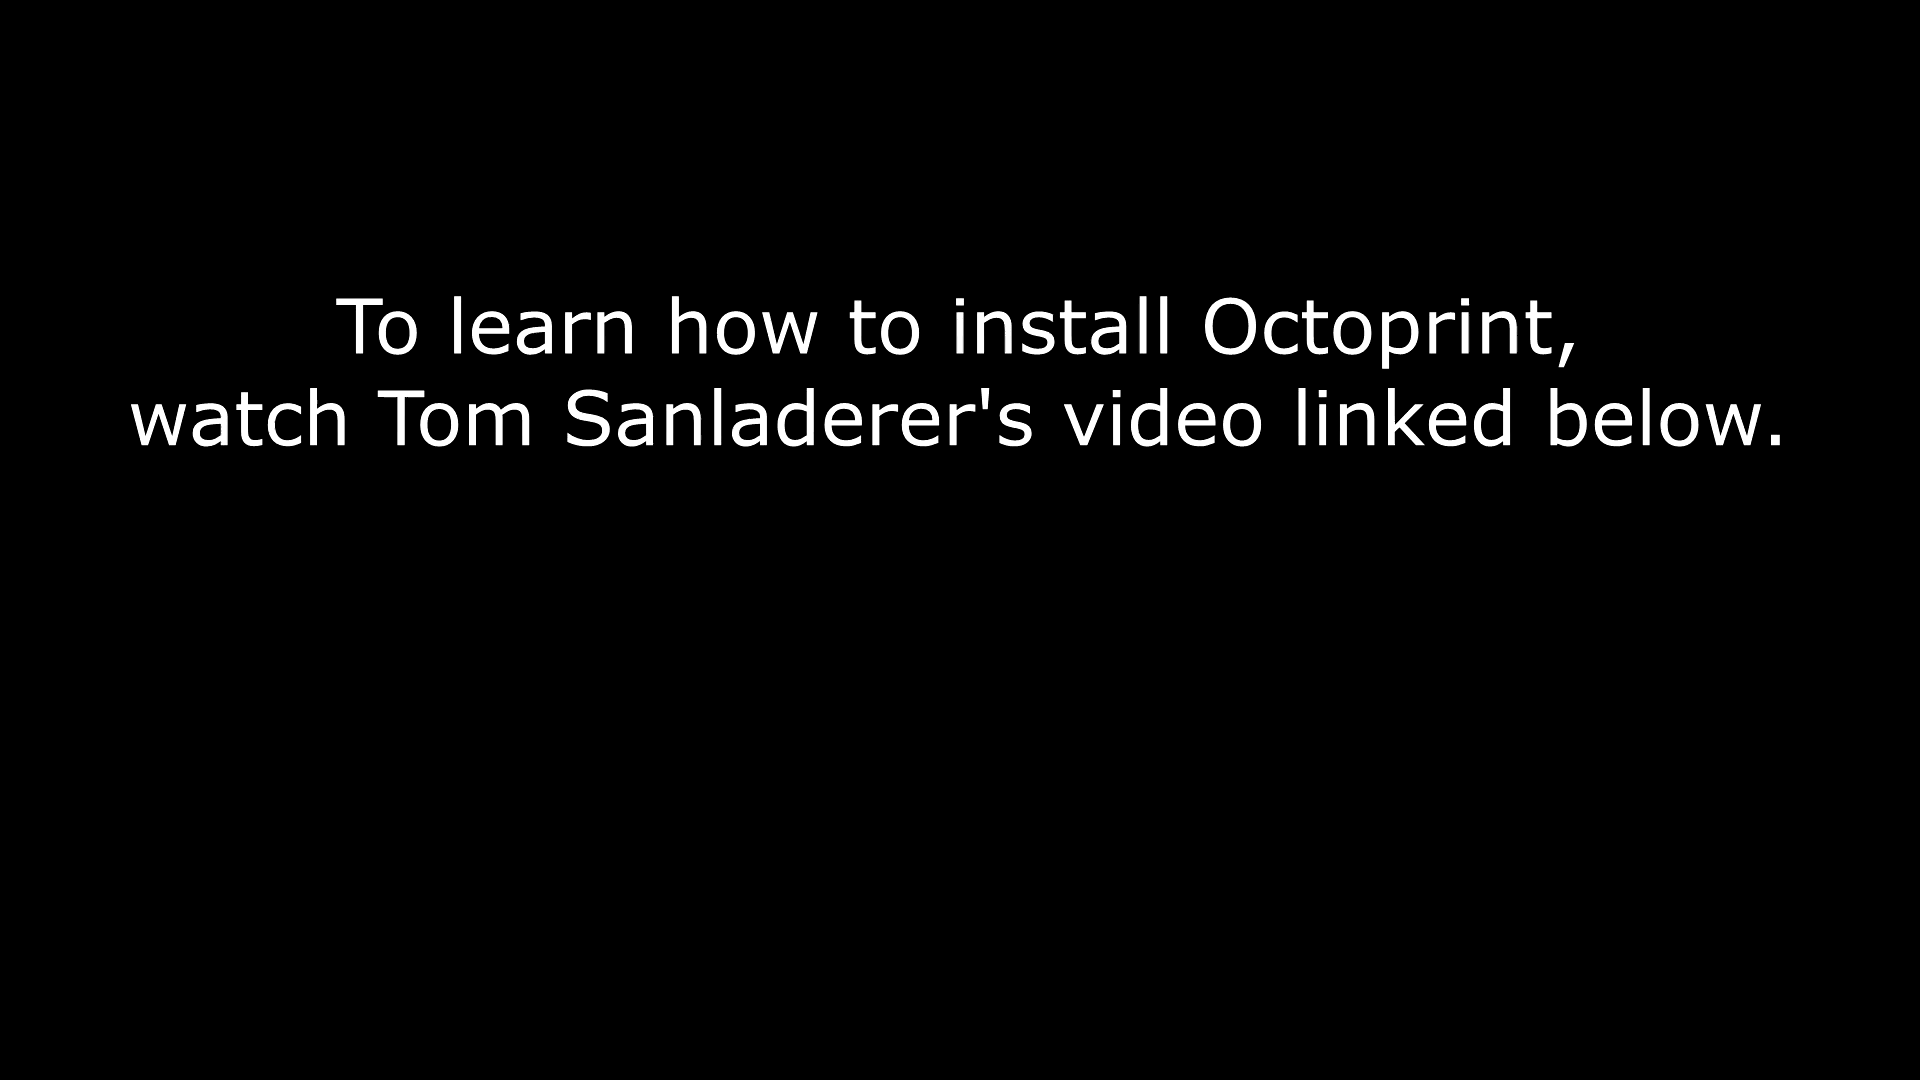 To learn how to install Octoprint,
watch Tom Sanladerer's video linked below.